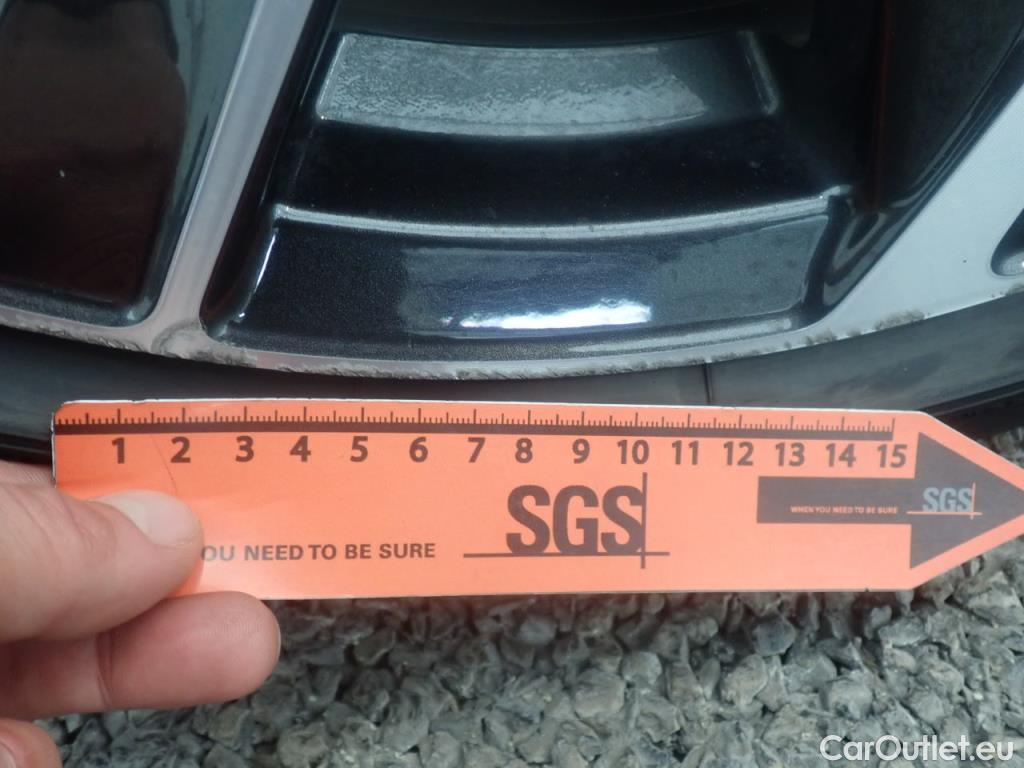 1 2 3 4 5 6 7 8 9 10 11 12 13 14 15
SGS
WHEN YOU NEED TO BE SURE
SGS
OU NEED TO BE SURE
CarOutlet.eu